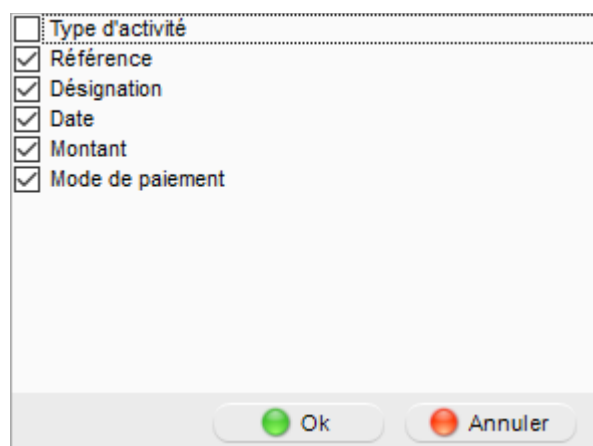 Type d'activité
Référence
Désignation
Date
Montant
Mode de paiement
Ok
Annuler